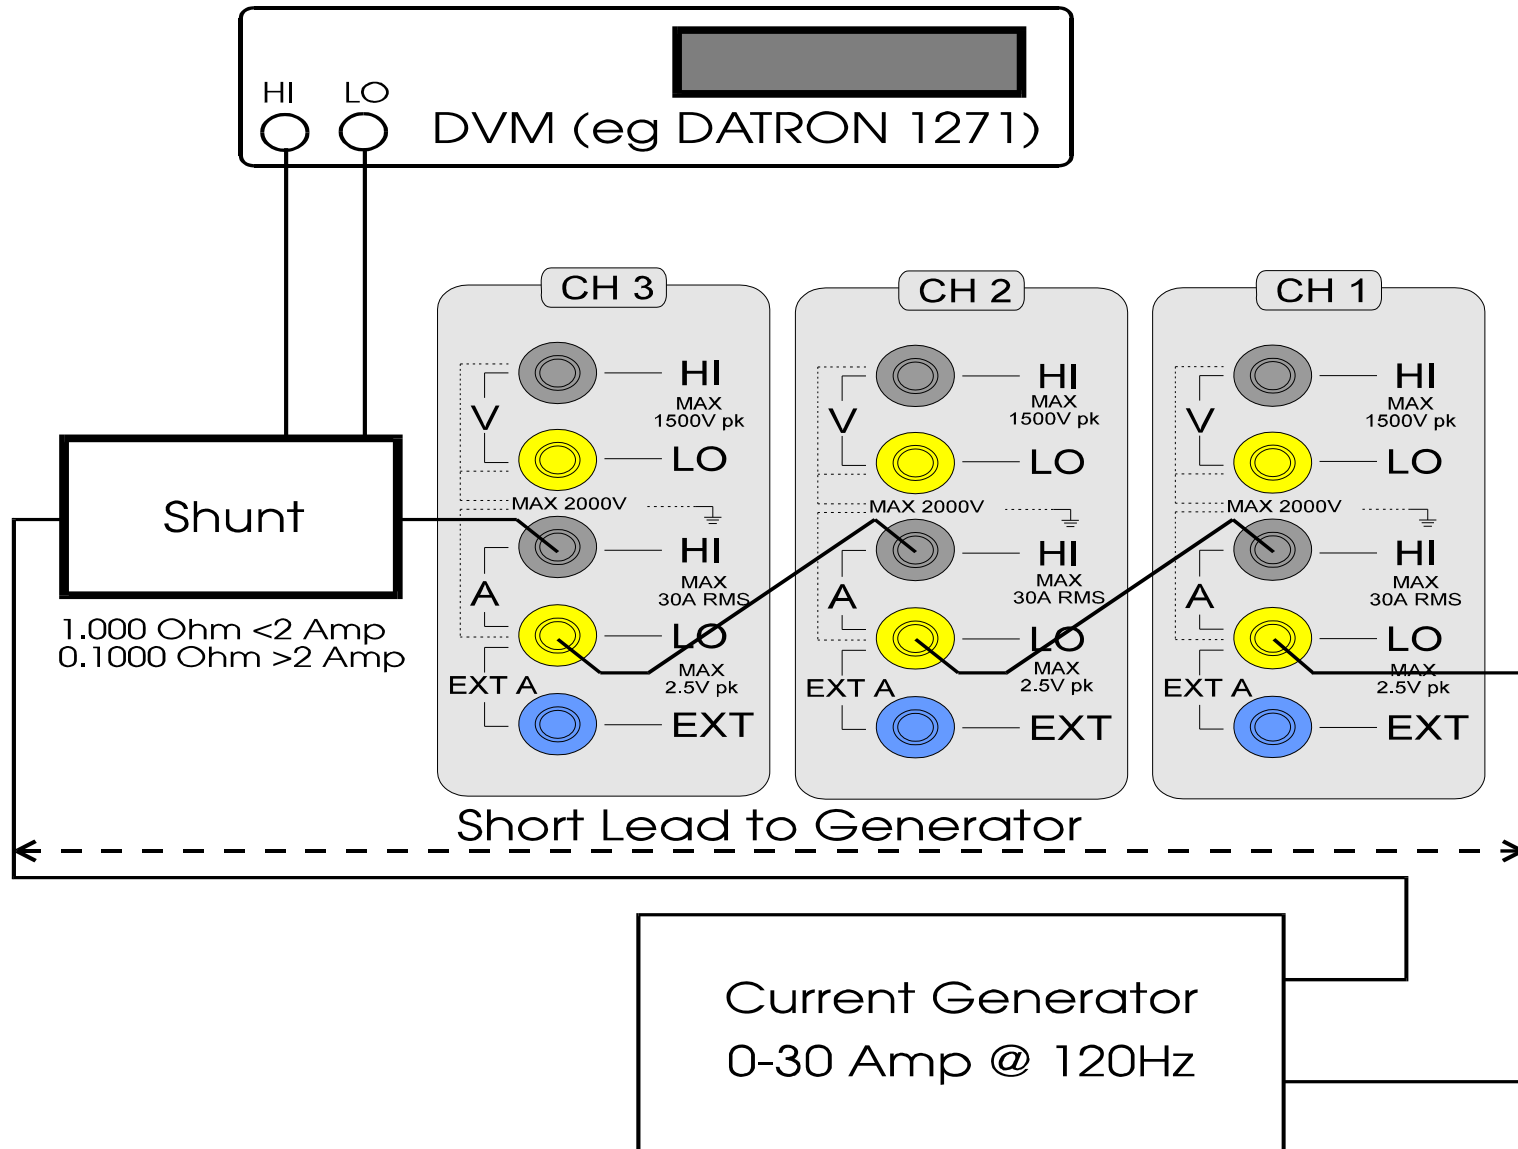 HI LO
DVM (eg DATRON 1271)
Shunt
1.000 Ohm <2 Amp
0.1000 Ohm >2 Amp
CH 3
HI
MAX
1500V pk
V
LO
MAX 2000V
HI
MAX
30A RMS
A
LO
MAX
2.5V pk
EXT A
EXT
CH 2
HI
MAX
1500V pk
V
LO
MAX 2000V
HI
MAX
30A RMS
A
LO
MAX
2.5V pk
EXT A
EXT
CH 1
HI
MAX
1500V pk
V
LO
MAX 2000V
HI
MAX
30A RMS
A
LO
MAX
2.5V pk
EXT A
EXT
Short Lead to Generator
Current Generator
0-30 Amp @ 120Hz